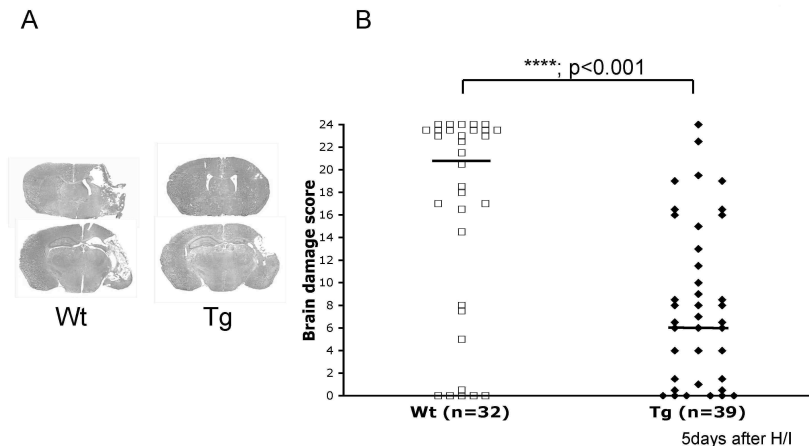 A
B
****; p<0.001
Brain damage score
24
22
20
18
16
14
12
10
8
6
4
2
0
Wt
Tg
Wt (n=32)
Tg (n=39)
5days after H/I